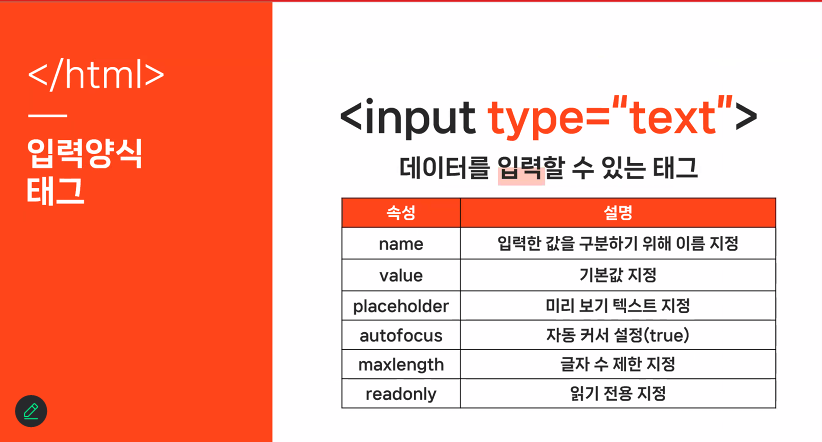 </html>
입력양식
태그
<input type="text">
데이터를 입력할 수 있는 태그
속성 설명
name 입력한 값을 구분하기 위해 이름 지정
value 기본값 지정
placeholder 미리 보기 텍스트 지정
autofocus 자동 커서 설정(true)
maxlength 글자 수 제한 지정
readonly 읽기 전용 지정